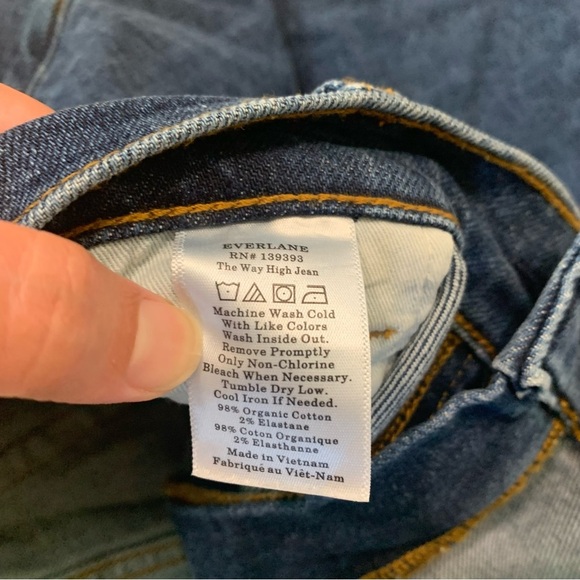 EVERLANE
RN# 139393
The Way High Jean
Machine Wash Cold
With Like Colors
Wash Inside Out.
Remove Promptly
Only Non-Chlorine
Bleach When Necessary.
Tumble Dry Low.
Cool Iron If Needed.
98% Organic Cotton
2% Elastane
98% Coton Organique
2% Elasthanne
Made in Vietnam
Fabriqué au Việt-Nam